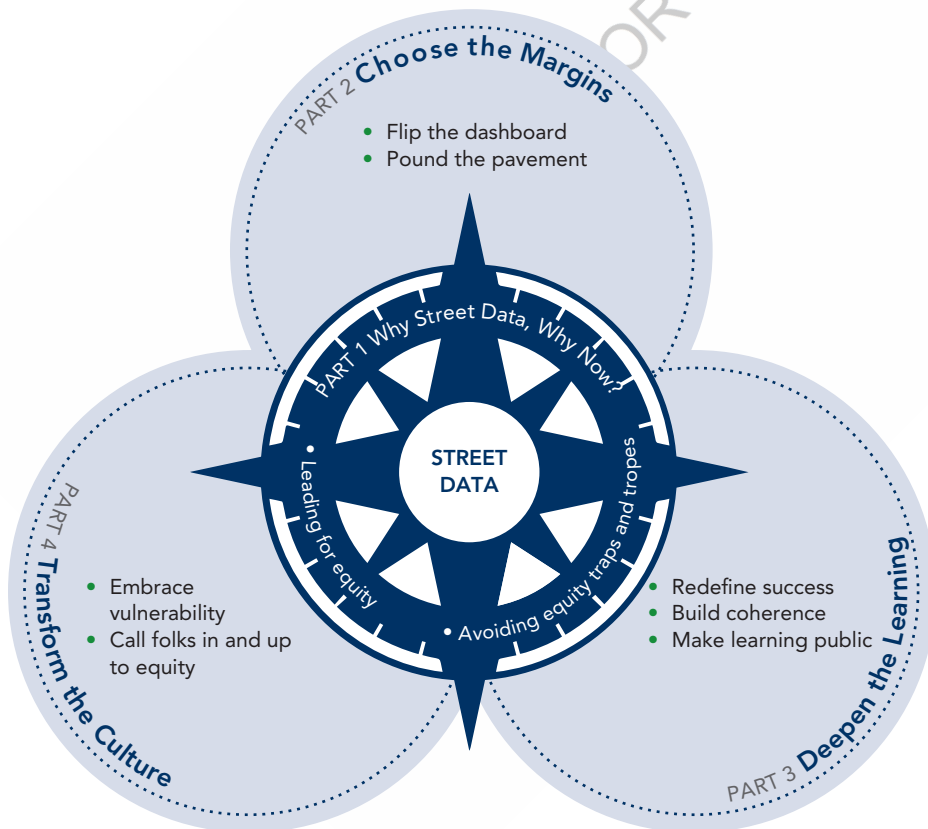 OR
PART 2 Choose the Margins
• Flip the dashboard
• Pound the pavement
PART 1 Why Street Data, Why Now?
• Leading for equity
• Avoiding equity traps and tropes
STREET
DATA
PART 4 Transform the Culture
• Embrace
vulnerability
• Call folks in and up
to equity
• Redefine success
• Build coherence
• Make learning public
PART 3 Deepen the Learning